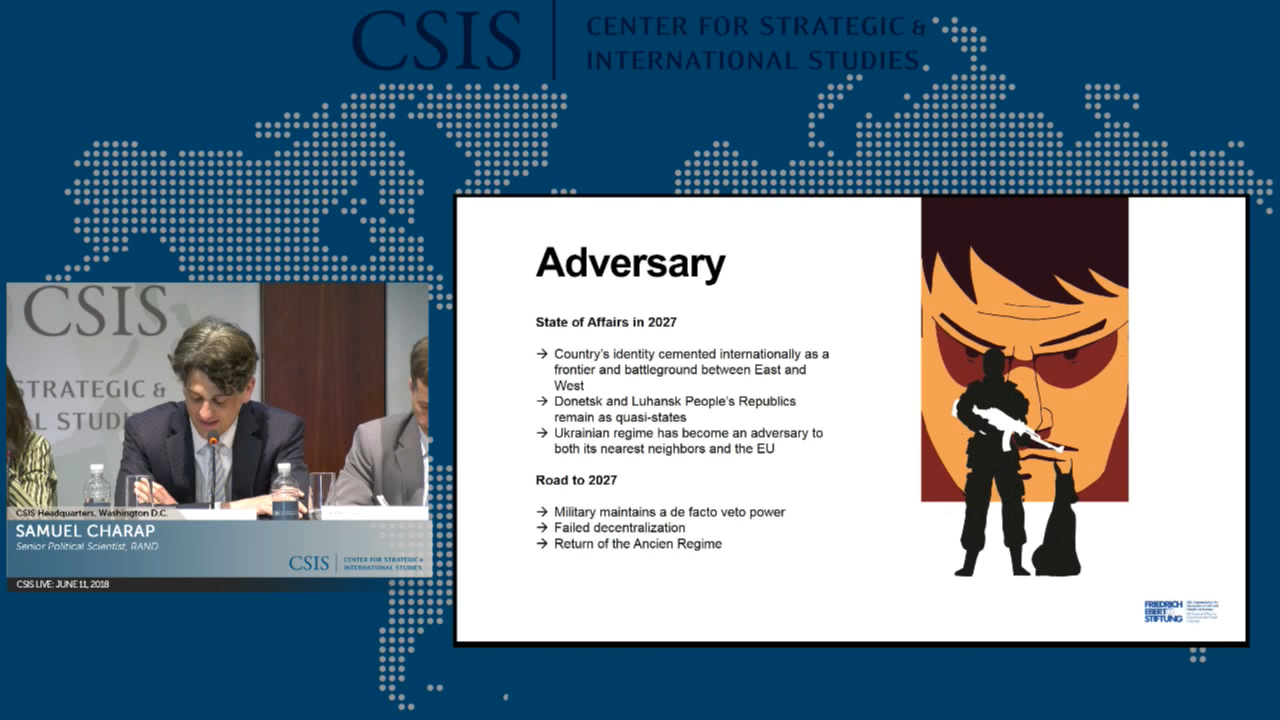 CSIS
CENTER FOR STRATEGIC &
INTERNATIONAL STUDIES
CSIS
STRATEGIC &
L STUD
CSIS Headquarters, Washington D.C.
SAMUEL CHARAP
Senior Political Scientist, RAND
CSIS
CENTER FOR STRATEGIC &
INTERNATIONAL STUDIES
CSIS LIVE: JUNE 11, 2018
Adversary
State of Affairs in 2027
→ Country's identity cemented internationally as a
frontier and battleground between East and
West
→ Donetsk and Luhansk People's Republics
remain as quasi-states
→ Ukrainian regime has become an adversary to
both its nearest neighbors and the EU
Road to 2027
→ Military maintains a de facto veto power
→ Failed decentralization
→ Return of the Ancien Regime
FRIEDRICH
EBERT
STIFTUNG